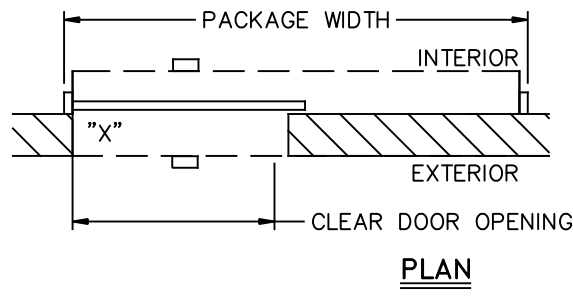 PACKAGE WIDTH
INTERIOR
"X"
EXTERIOR
CLEAR DOOR OPENING
PLAN